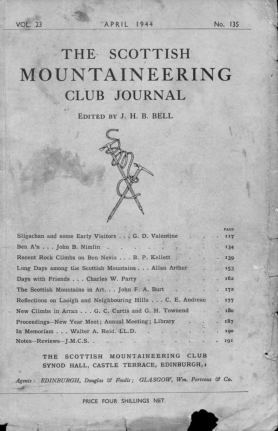 VOL. 23 APRIL 1944 No. 135
THE SCOTTISH
MOUNTAINEERING
CLUB JOURNAL
EDITED BY J. H. B. BELL
PAGE
Sligachan and some Early Visitors . . . G. D. Valentine 127
Ben A's . . . John B. Nimlin 134
Recent Rock Climbs on Ben Nevis . . . B. P. Kellett 139
Long Days among the Scottish Mountains . . . Allan Arthur 153
Days with Friends . . . Charles W. Parry 162
The Scottish Mountains in Art . . . John F. A. Burt 172
Reflections on Laoigh and Neighbouring Hills . . . C. E. Andreae 177
New Climbs in Arran . . . G. C. Curtis and G. H. Townend 180
Proceedings—New Year Meet; Annual Meeting; Library 187
In Memoriam . . . Walter A. Reid. LL.D. 190
Notes—Reviews—J.M.C.S. 191
THE SCOTTISH MOUNTAINEERING CLUB
SYNOD HALL, CASTLE TERRACE, EDINBURGH, 1
Agents: EDINBURGH, Douglas & Foulis; GLASGOW, Wm. Porteous & Co.
PRICE FOUR SHILLINGS NET.